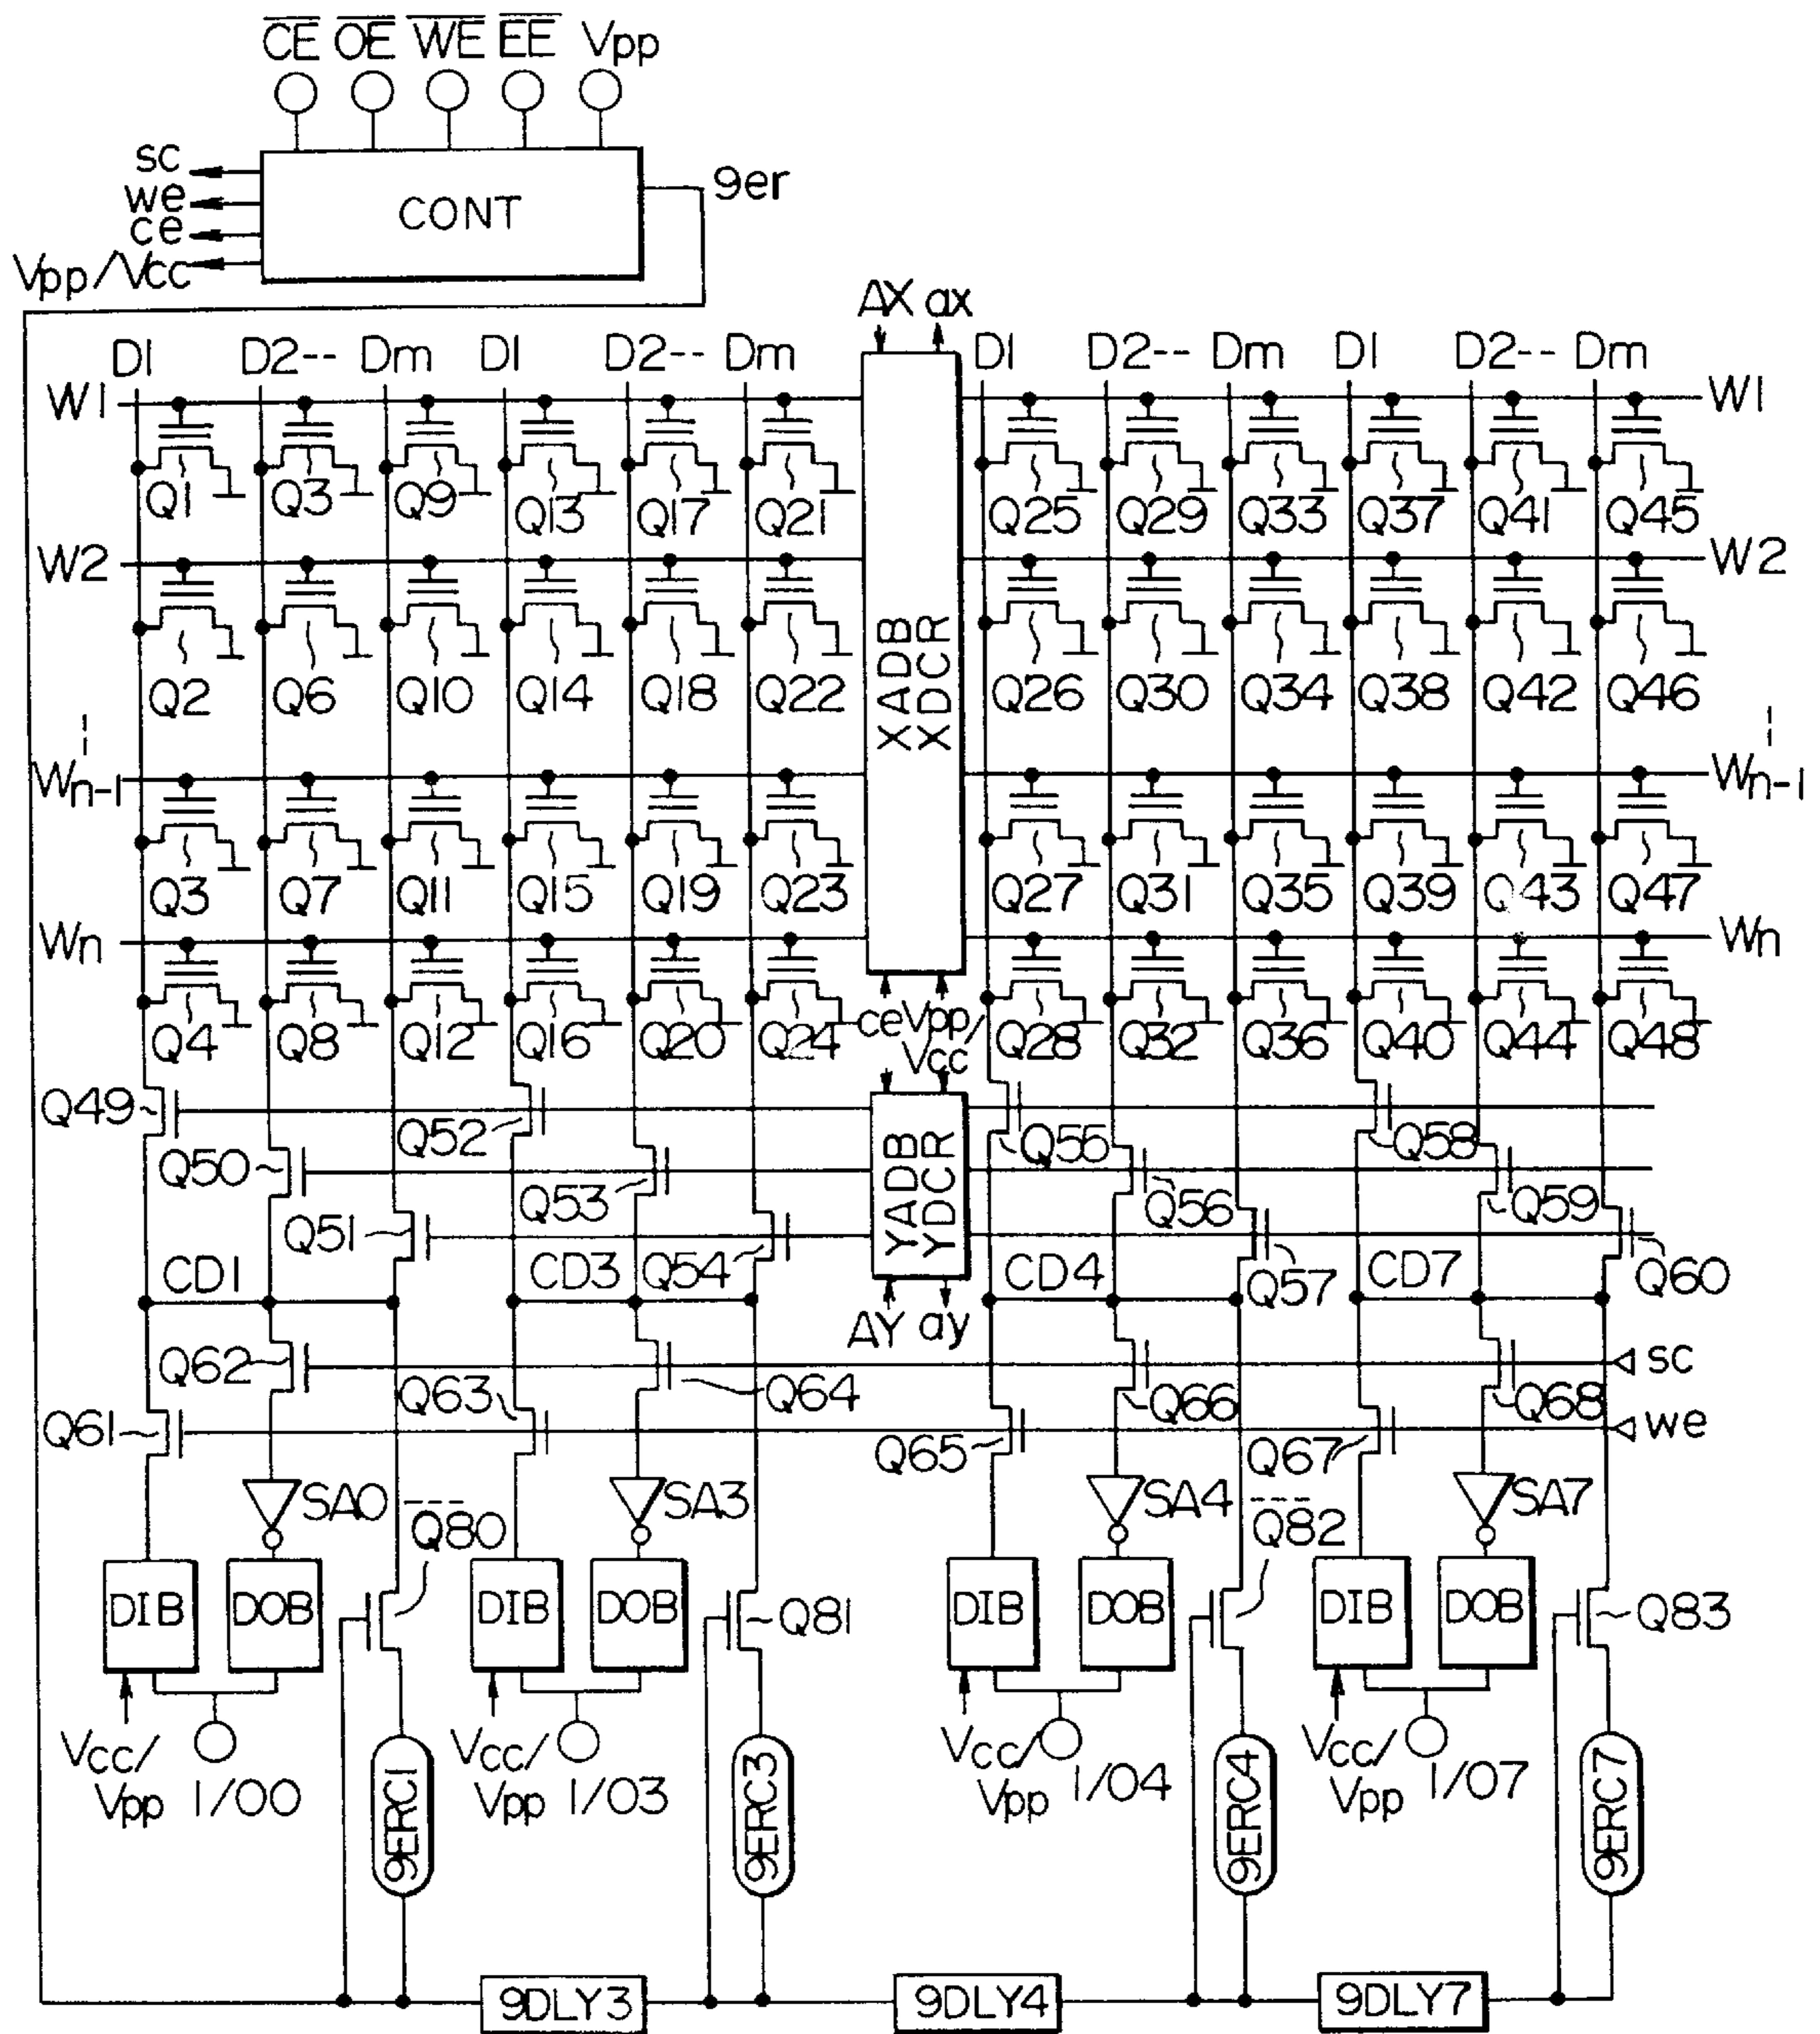 C̅E̅ O̅E̅ W̅E̅ E̅E̅ Vpp
sc
we
ce
Vpp/Vcc
CONT
9er
AX ax
D1 D2-- Dm D1 D2-- Dm D1 D2-- Dm D1 D2-- Dm
W1 W1
Q1 Q3 Q9 Q13 Q17 Q21 Q25 Q29 Q33 Q37 Q41 Q45
W2 W2
XADB
XDCR
Q2 Q6 Q10 Q14 Q18 Q22 Q26 Q30 Q34 Q38 Q42 Q46
Wn-1 Wn-1
Q3 Q7 Q11 Q15 Q19 Q23 Q27 Q31 Q35 Q39 Q43 Q47
Wn Wn
Q4 Q8 Q12 Q16 Q20 Q24 ce Vpp/ Q28 Q32 Q36 Q40 Q44 Q48
Vcc
Q49 Q52 Q55 Q58
Q50 Q53 Q56 Q59
YADB
YDCR
Q51 Q54 Q57 Q60
CD1 CD3 CD4 CD7
AY ay
Q62 Q64 Q66 Q68 sc
Q61 Q63 Q65 Q67 we
SA0 --- SA3 SA4 --- SA7
Q80 Q82
DIB DOB DIB DOB DIB DOB DIB DOB
Q81 Q83
Vcc/ Vcc/ Vcc/ Vcc/
Vpp I/O0 Vpp I/O3 Vpp I/O4 Vpp I/O7
9ERC1 9ERC3 9ERC4 9ERC7
9DLY3 9DLY4 9DLY7